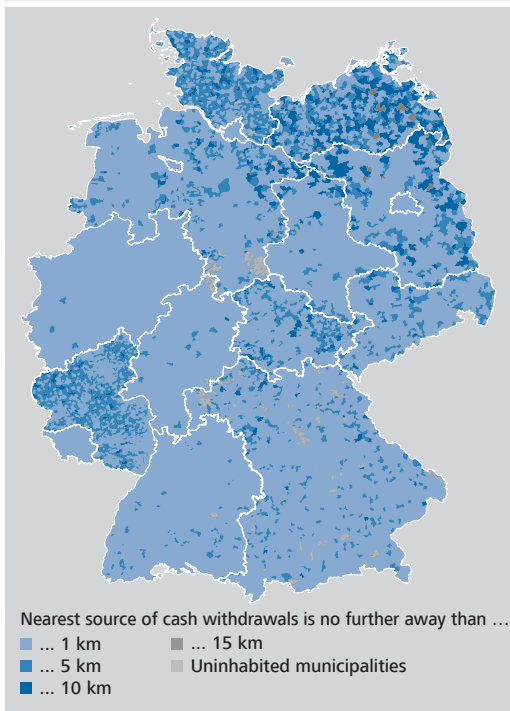 Nearest source of cash withdrawals is no further away than ...
... 1 km
... 5 km
... 10 km
... 15 km
Uninhabited municipalities